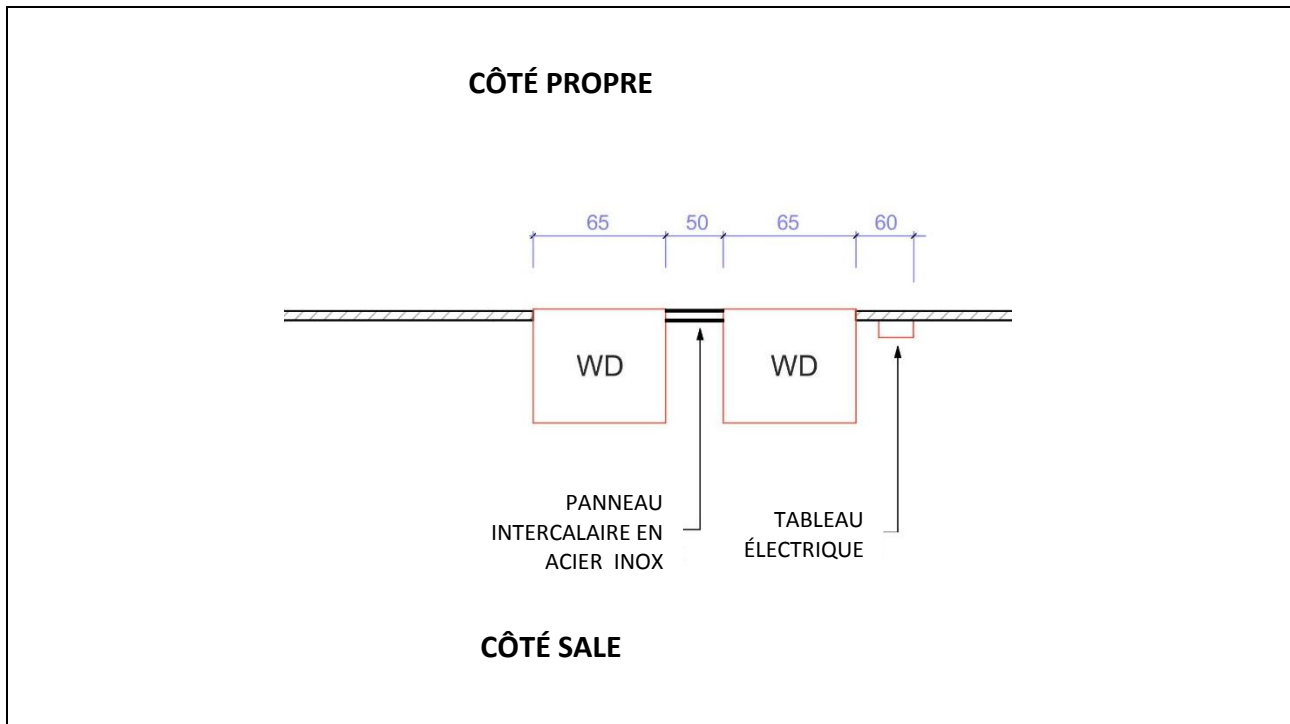 CÔTÉ PROPRE
65 50 65 60
WD WD
PANNEAU
INTERCALAIRE EN
ACIER INOX
TABLEAU
ÉLECTRIQUE
CÔTÉ SALE